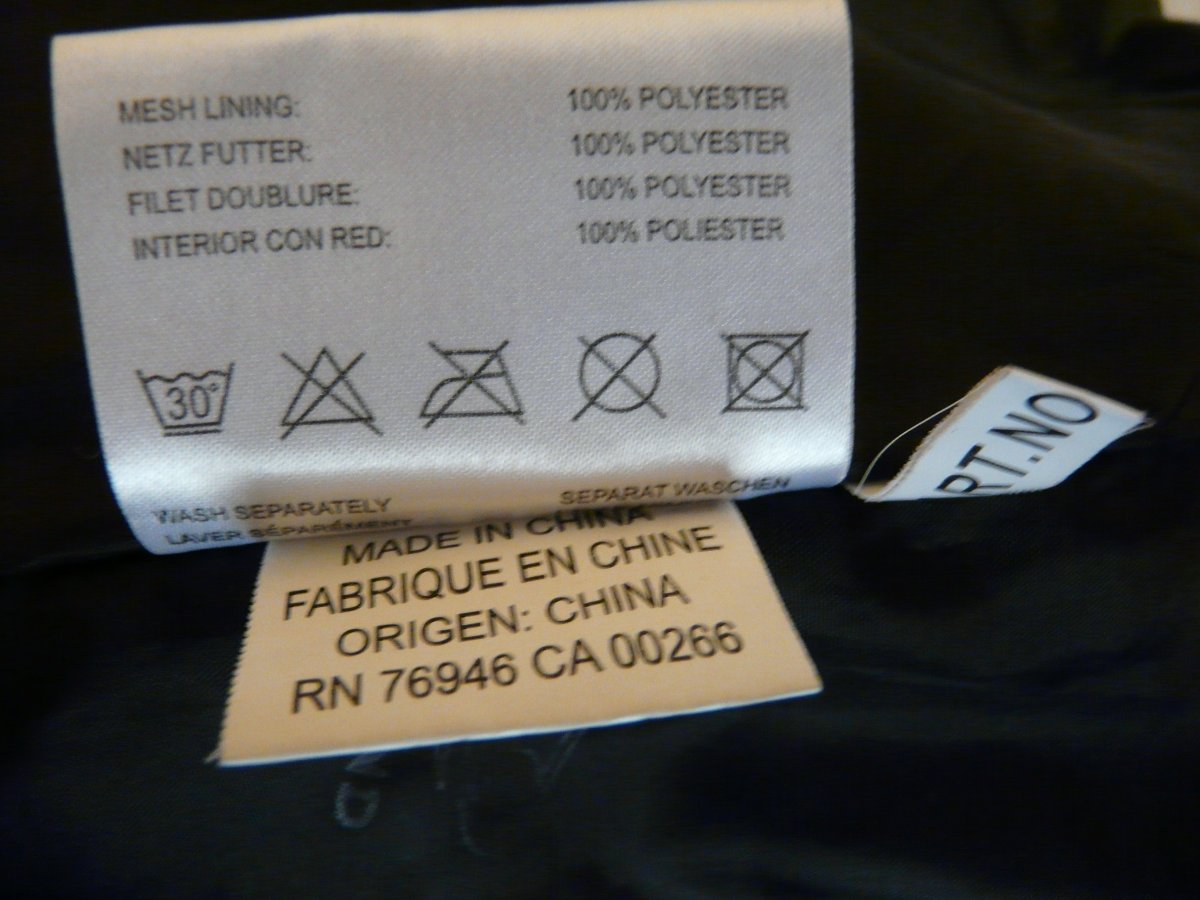 MESH LINING: 100% POLYESTER
NETZ FUTTER: 100% POLYESTER
FILET DOUBLURE: 100% POLYESTER
INTERIOR CON RED: 100% POLIESTER
30°
WASH SEPARATELY SEPARAT WASCHEN
LAVER SÉPARÉMENT
MADE IN CHINA
FABRIQUE EN CHINE
ORIGEN: CHINA
RN 76946 CA 00266
RT.NO